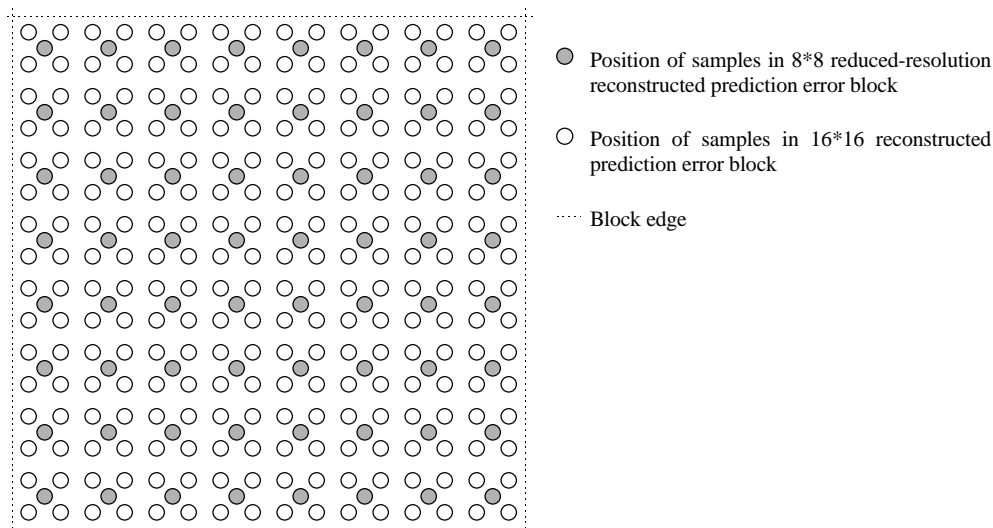 Position of samples in 8*8 reduced-resolution
reconstructed prediction error block
Position of samples in 16*16 reconstructed
prediction error block
Block edge